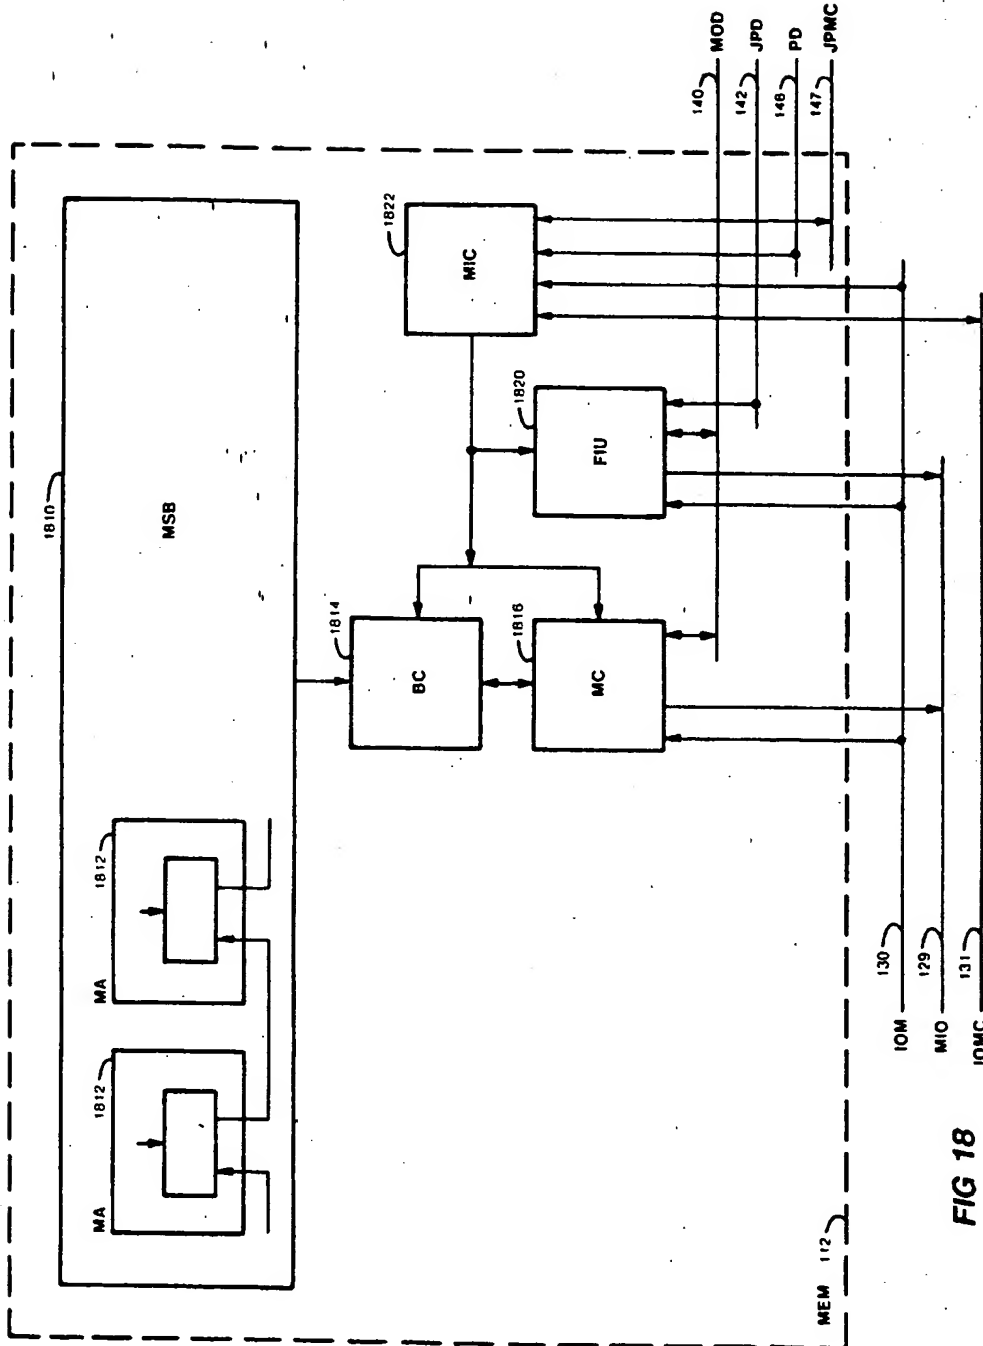 1810
MSB
MA
1812
MA
1812
1822
MIC
1820
FIU
1814
BC
1816
MC
140
MOD
142
JPD
146
PD
147
JPMC
IOM
130
MIO
129
IOMC
131
MEM 112
FIG 18